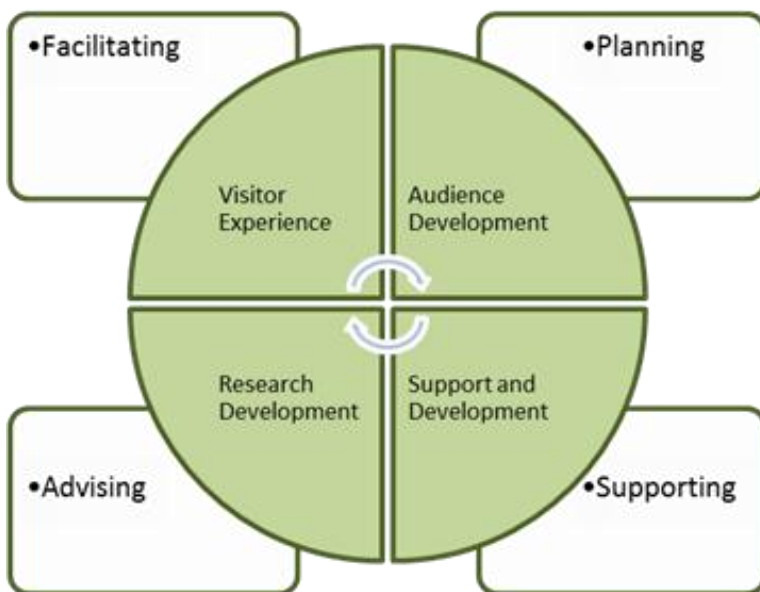 •Facilitating
•Planning
Visitor
Experience
Audience
Development
Research
Development
Support and
Development
•Advising
•Supporting